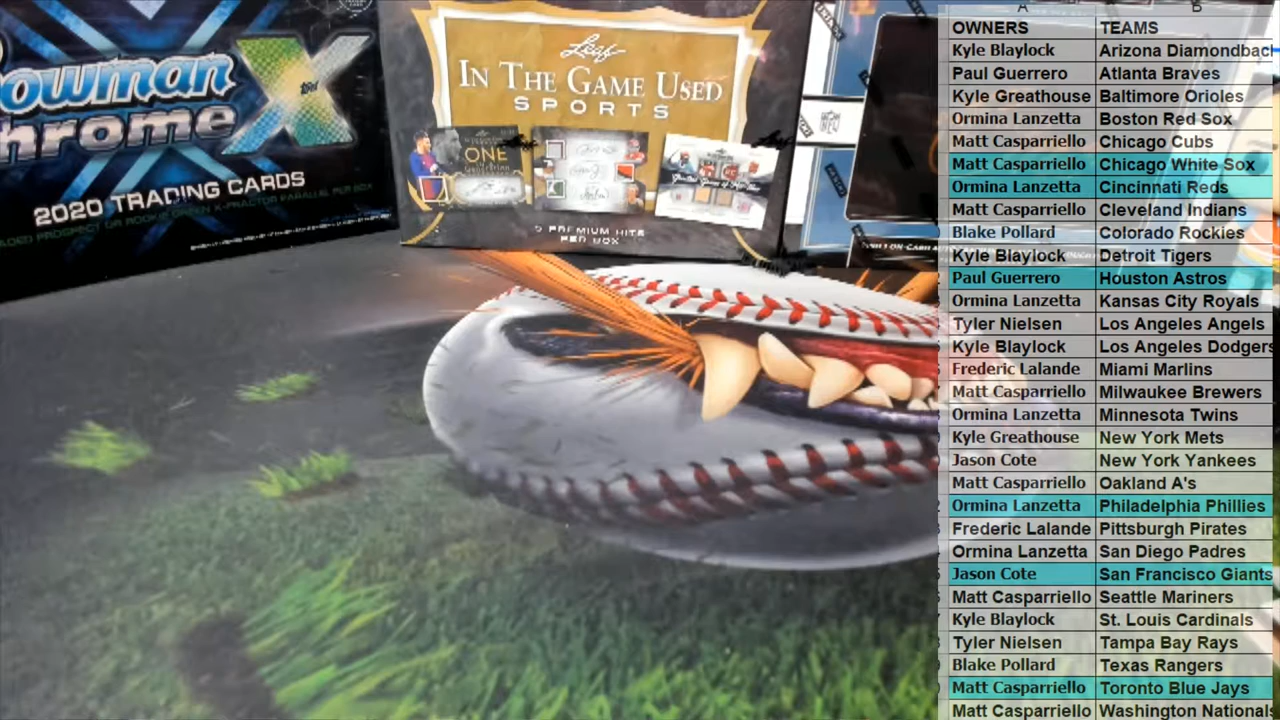 owman
hrome X
2020 TRADING CARDS
Leaf
IN THE GAME USED
SPORTS
ONE
5 PREMIUM HITS
PER BOX
NFL
A B
OWNERS TEAMS
Kyle Blaylock Arizona Diamondbac
Paul Guerrero Atlanta Braves
Kyle Greathouse Baltimore Orioles
Ormina Lanzetta Boston Red Sox
Matt Casparriello Chicago Cubs
Matt Casparriello Chicago White Sox
Ormina Lanzetta Cincinnati Reds
Matt Casparriello Cleveland Indians
Blake Pollard Colorado Rockies
Kyle Blaylock Detroit Tigers
Paul Guerrero Houston Astros
Ormina Lanzetta Kansas City Royals
Tyler Nielsen Los Angeles Angels
Kyle Blaylock Los Angeles Dodgers
Frederic Lalande Miami Marlins
Matt Casparriello Milwaukee Brewers
Ormina Lanzetta Minnesota Twins
Kyle Greathouse New York Mets
Jason Cote New York Yankees
Matt Casparriello Oakland A's
Ormina Lanzetta Philadelphia Phillies
Frederic Lalande Pittsburgh Pirates
Ormina Lanzetta San Diego Padres
Jason Cote San Francisco Giants
Matt Casparriello Seattle Mariners
Kyle Blaylock St. Louis Cardinals
Tyler Nielsen Tampa Bay Rays
Blake Pollard Texas Rangers
Matt Casparriello Toronto Blue Jays
Matt Casparriello Washington Nationals